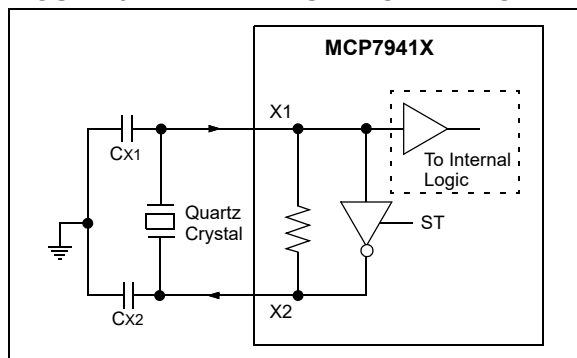 MCP7941X
X1
CX1
To Internal
Logic
Quartz
Crystal
ST
CX2
X2